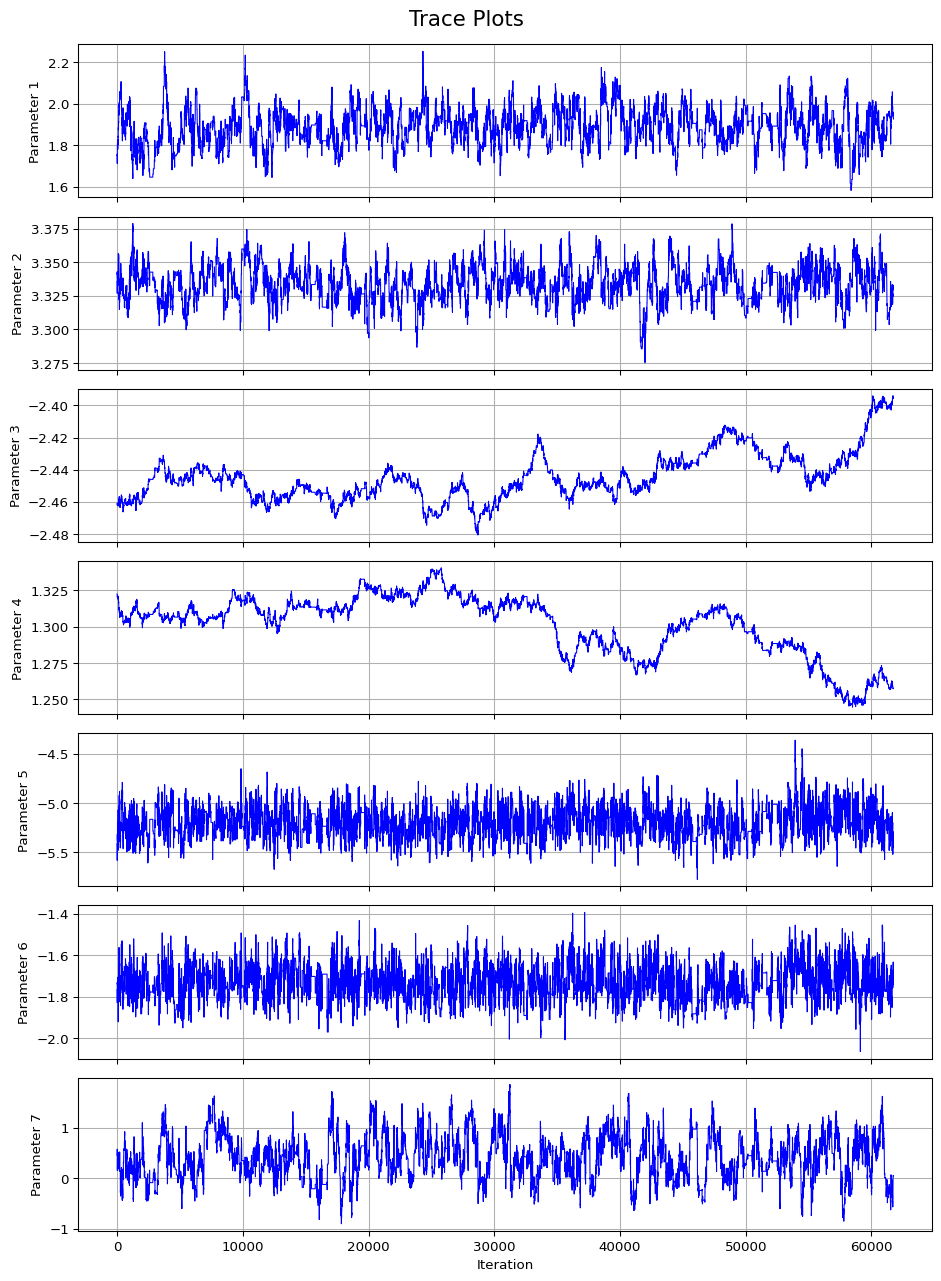 Trace Plots
Parameter 1
2.2
2.0
1.8
1.6
Parameter 2
3.375
3.350
3.325
3.300
3.275
Parameter 3
−2.40
−2.42
−2.44
−2.46
−2.48
Parameter 4
1.325
1.300
1.275
1.250
Parameter 5
−4.5
−5.0
−5.5
Parameter 6
−1.4
−1.6
−1.8
−2.0
Parameter 7
1
0
−1
0 10000 20000 30000 40000 50000 60000
Iteration